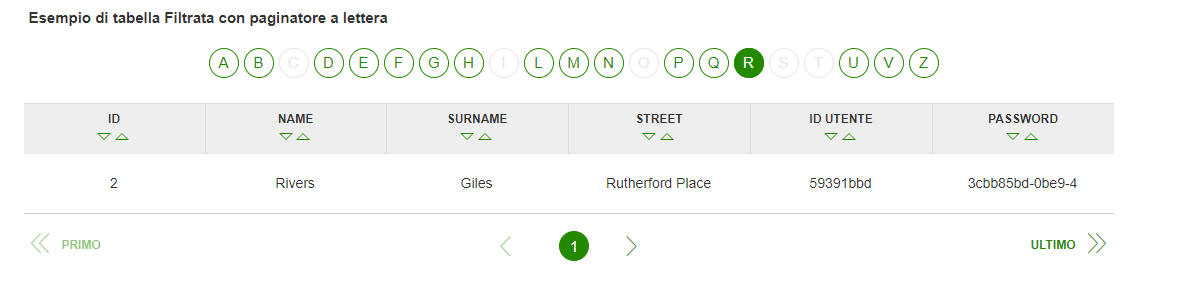 Esempio di tabella Filtrata con paginatore a lettera
A B C D E F G H I L M N O P Q R S T U V Z
ID NAME SURNAME STREET ID UTENTE PASSWORD
2 Rivers Giles Rutherford Place 59391bbd 3cbb85bd-0be9-4
PRIMO 1 ULTIMO